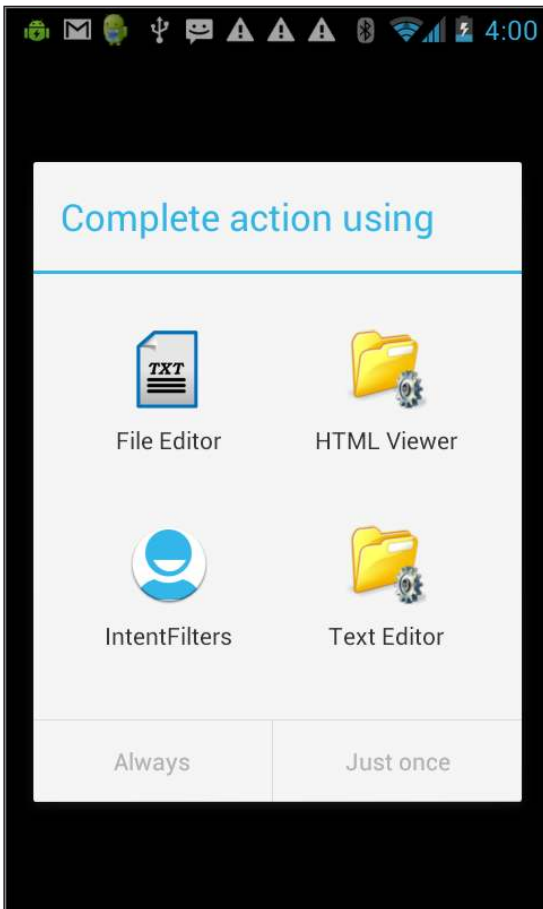 4:00
Complete action using
TXT
File Editor
HTML Viewer
IntentFilters
Text Editor
Always
Just once